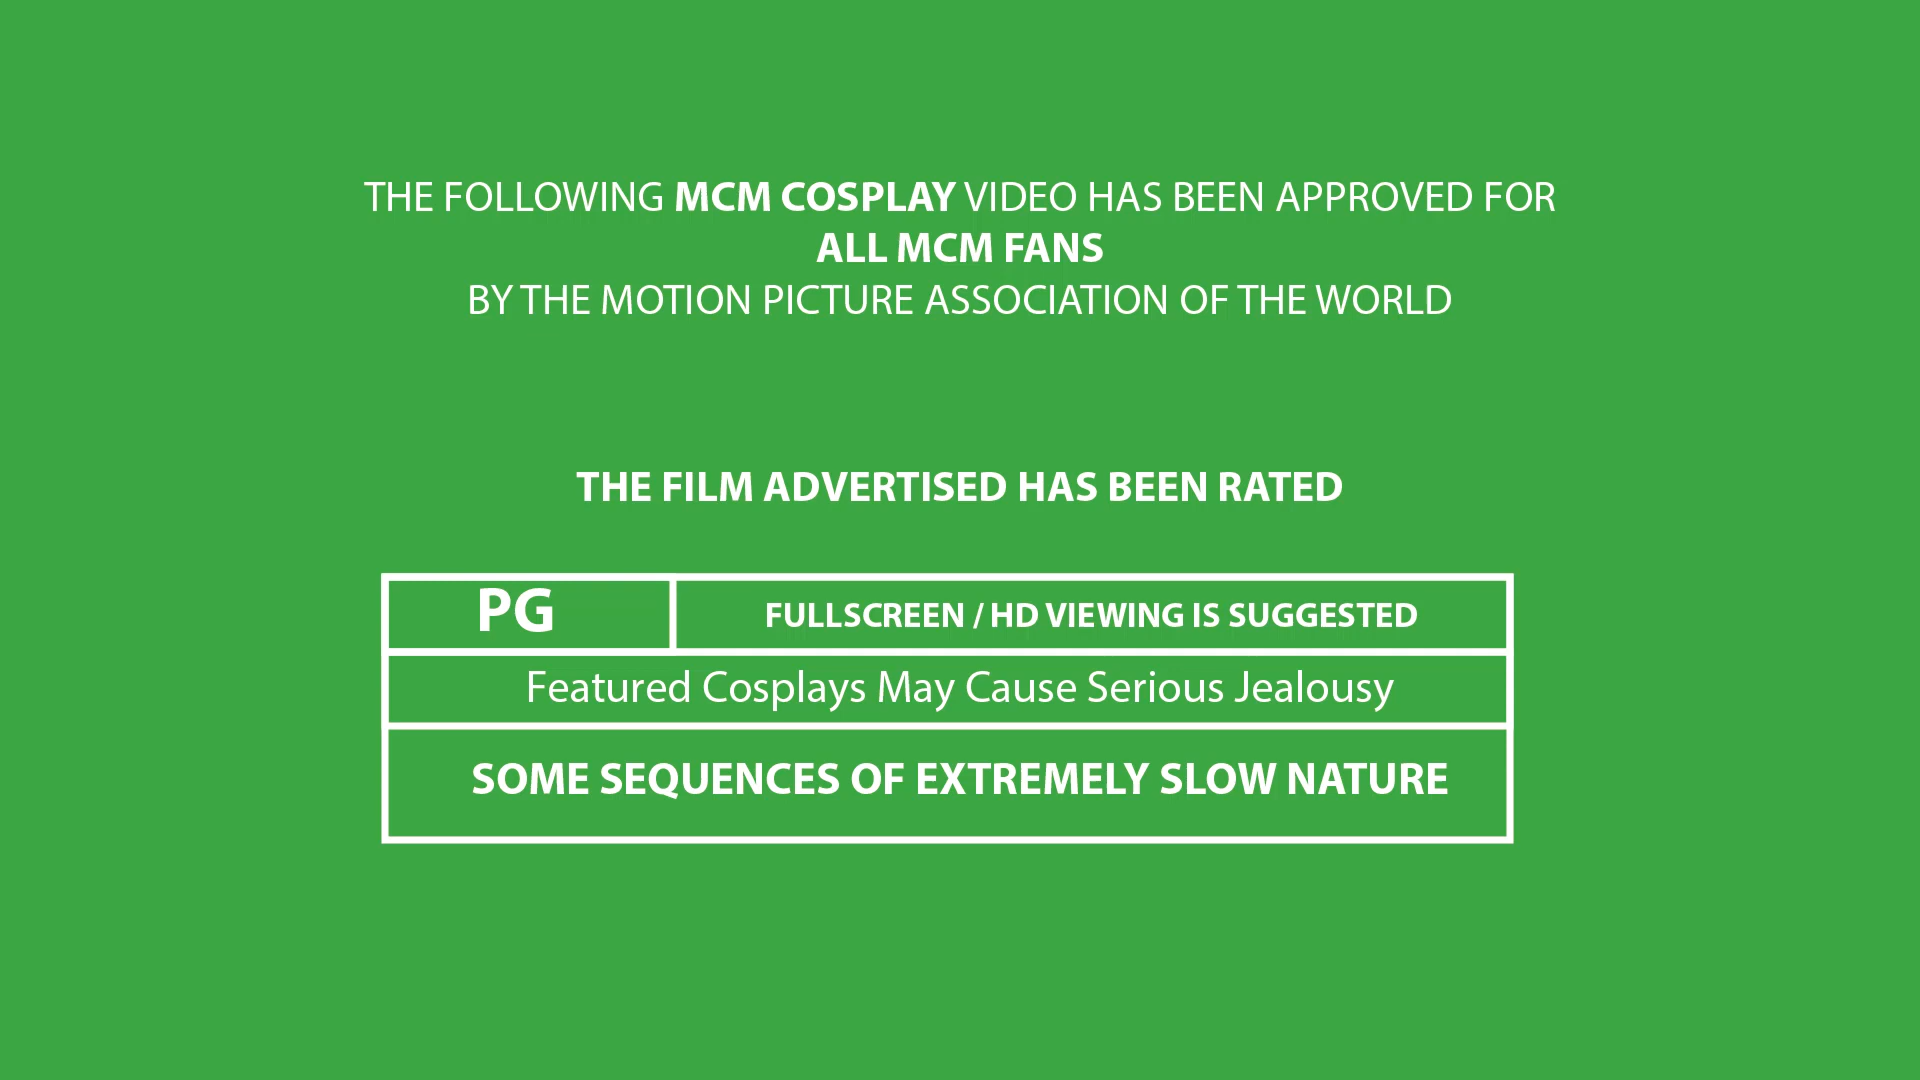 THE FOLLOWING MCM COSPLAY VIDEO HAS BEEN APPROVED FOR
ALL MCM FANS
BY THE MOTION PICTURE ASSOCIATION OF THE WORLD
THE FILM ADVERTISED HAS BEEN RATED
PG
FULLSCREEN / HD VIEWING IS SUGGESTED
Featured Cosplays May Cause Serious Jealousy
SOME SEQUENCES OF EXTREMELY SLOW NATURE